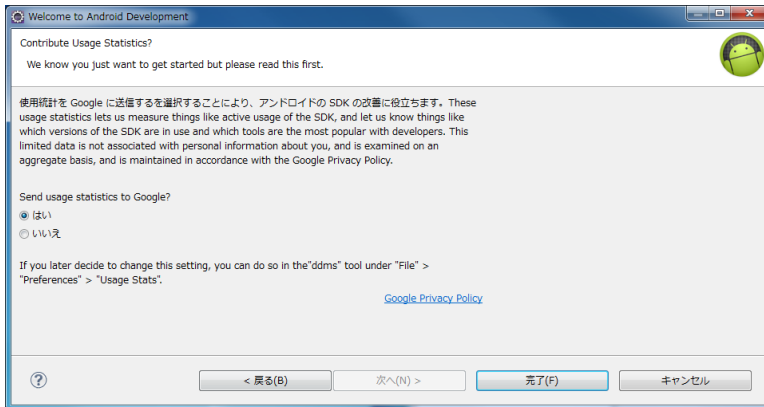 Welcome to Android Development
Contribute Usage Statistics?
We know you just want to get started but please read this first.
使用統計を Google に送信するを選択することにより、アンドロイドの SDK の改善に役立ちます。These
usage statistics lets us measure things like active usage of the SDK, and let us know things like
which versions of the SDK are in use and which tools are the most popular with developers. This
limited data is not associated with personal information about you, and is examined on an
aggregate basis, and is maintained in accordance with the Google Privacy Policy.
Send usage statistics to Google?
はい
いいえ
If you later decide to change this setting, you can do so in the"ddms" tool under "File" >
"Preferences" > "Usage Stats".
Google Privacy Policy
? < 戻る(B) 次へ(N) > 完了(F) キャンセル